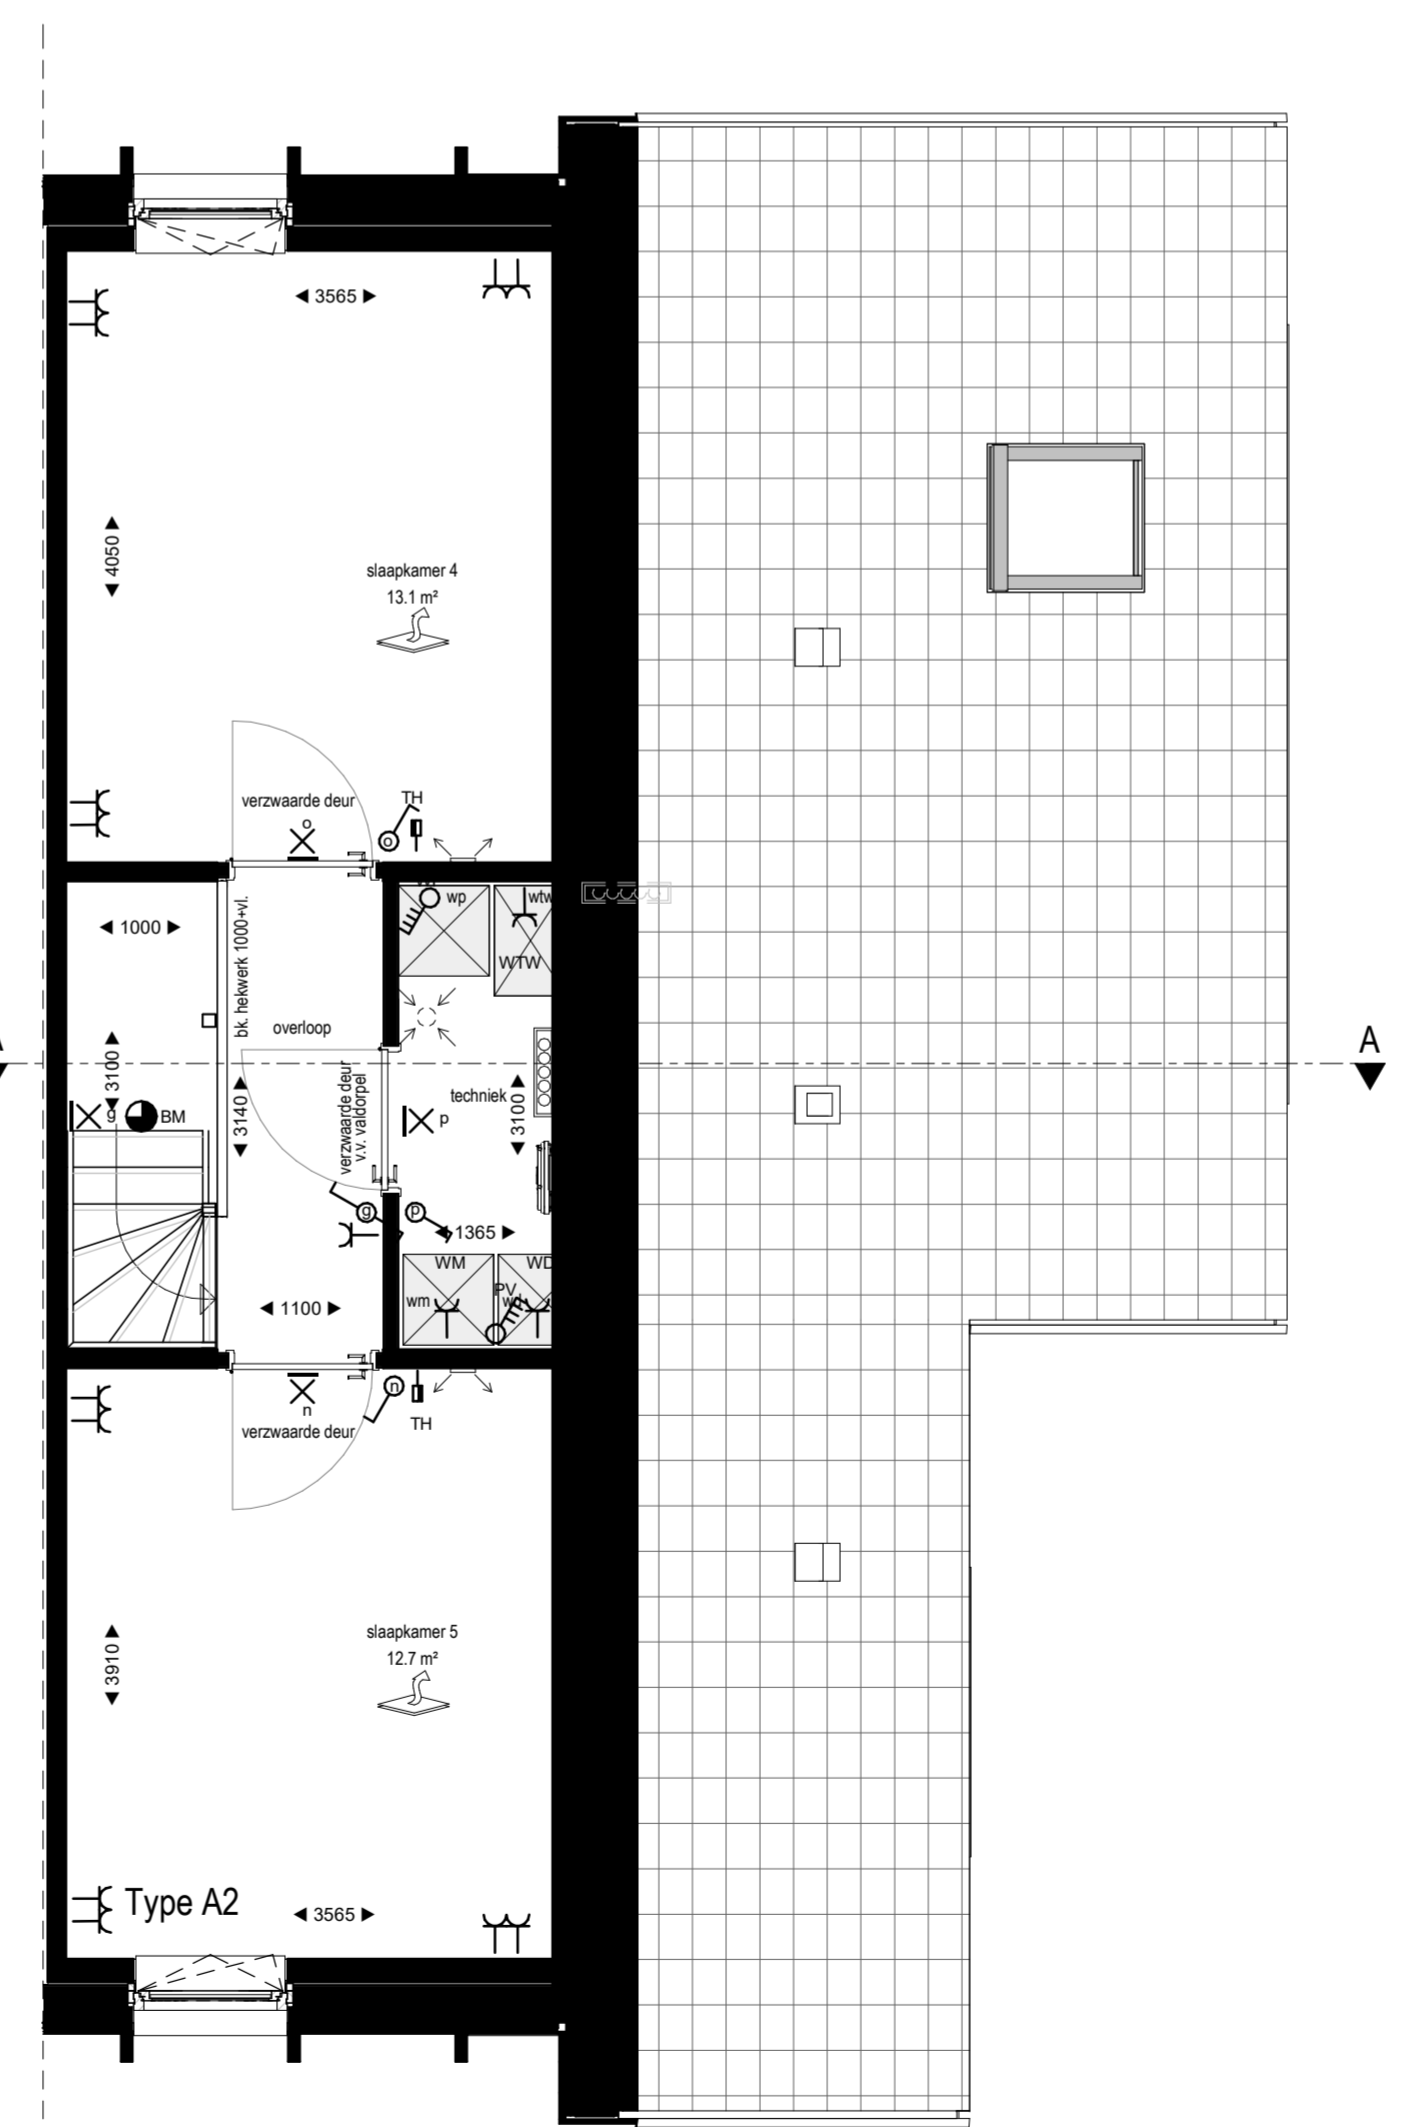 3565
4050
slaapkamer 4
13.1 m²
verzwaarde deur
TH
o
o
1000
bk. hekwerk 1000+vl.
wp
wtw
WTW
overloop
A
3100
3140
verzwaarde deur
v.v. valdorpel
techniek
3100
g
BM
p
g
p
1365
WM
WD
wm
PV
1100
n
n
TH
verzwaarde deur
slaapkamer 5
12.7 m²
3910
Type A2
3565